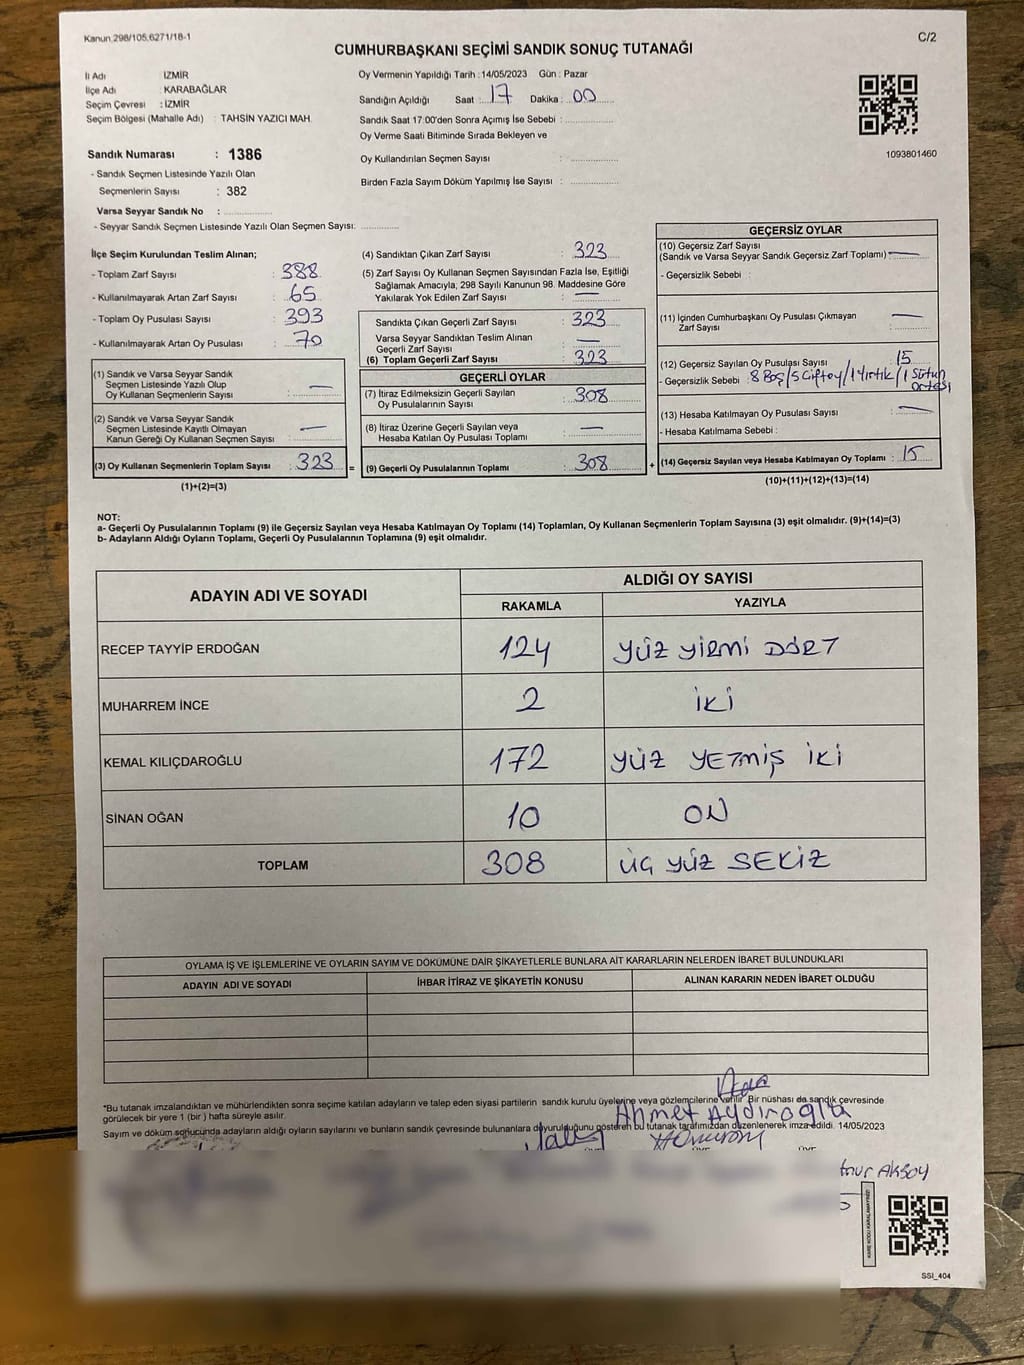 Kanun 298/105,6271/18-1
C/2
CUMHURBAŞKANI SEÇİMİ SANDIK SONUÇ TUTANAĞI
İl Adı : İZMİR
İlçe Adı : KARABAĞLAR
Seçim Çevresi : İZMİR
Seçim Bölgesi (Mahalle Adı) : TAHSİN YAZICI MAH.
Sandık Numarası : 1386
- Sandık Seçmen Listesinde Yazılı Olan
Seçmenlerin Sayısı : 382
Varsa Seyyar Sandık No :
- Seyyar Sandık Seçmen Listesinde Yazılı Olan Seçmen Sayısı:
Oy Vermenin Yapıldığı Tarih : 14/05/2023 Gün : Pazar
Sandığın Açıldığı Saat : 17 Dakika : 00
Sandık Saat 17:00'den Sonra Açımış İse Sebebi :
Oy Verme Saati Bitiminde Sırada Bekleyen ve
Oy Kullandırılan Seçmen Sayısı :
Birden Fazla Sayım Döküm Yapılmış İse Sayısı :
1093801460
İlçe Seçim Kurulundan Teslim Alınan;
- Toplam Zarf Sayısı : 388
- Kullanılmayarak Artan Zarf Sayısı : 65
- Toplam Oy Pusulası Sayısı : 393
- Kullanılmayarak Artan Oy Pusulası : 70
(1) Sandık ve Varsa Seyyar Sandık
Seçmen Listesinde Yazılı Olup
Oy Kullanan Seçmenlerin Sayısı : —
(2) Sandık ve Varsa Seyyar Sandık
Seçmen Listesinde Kayıtlı Olmayan
Kanun Gereği Oy Kullanan Seçmen Sayısı : —
(3) Oy Kullanan Seçmenlerin Toplam Sayısı : 323 =
(1)+(2)=(3)
(4) Sandıktan Çıkan Zarf Sayısı : 323
(5) Zarf Sayısı Oy Kullanan Seçmen Sayısından Fazla İse, Eşitliği
Sağlamak Amacıyla, 298 Sayılı Kanunun 98. Maddesine Göre
Yakılarak Yok Edilen Zarf Sayısı : —
Sandıkta Çıkan Geçerli Zarf Sayısı : 323
Varsa Seyyar Sandıktan Teslim Alınan
Geçerli Zarf Sayısı : —
(6) Toplam Geçerli Zarf Sayısı : 323
GEÇERLİ OYLAR
(7) İtiraz Edilmeksizin Geçerli Sayılan
Oy Pusulalarının Sayısı : 308
(8) İtiraz Üzerine Geçerli Sayılan veya
Hesaba Katılan Oy Pusulası Toplamı : —
(9) Geçerli Oy Pusulalarının Toplamı : 308 +
GEÇERSİZ OYLAR
(10) Geçersiz Zarf Sayısı
(Sandık ve Varsa Seyyar Sandık Geçersiz Zarf Toplamı) : —
- Geçersizlik Sebebi :
(11) İçinden Cumhurbaşkanı Oy Pusulası Çıkmayan
Zarf Sayısı : —
(12) Geçersiz Sayılan Oy Pusulası Sayısı : 15
- Geçersizlik Sebebi : 8 Boş / 5 Çift oy / 1 Yırtık / 1 Sütun
ortası
(13) Hesaba Katılmayan Oy Pusulası Sayısı : —
- Hesaba Katılmama Sebebi :
(14) Geçersiz Sayılan veya Hesaba Katılmayan Oy Toplamı : 15
(10)+(11)+(12)+(13)=(14)
NOT:
a- Geçerli Oy Pusulalarının Toplamı (9) ile Geçersiz Sayılan veya Hesaba Katılmayan Oy Toplamı (14) Toplamları, Oy Kullanan Seçmenlerin Toplam Sayısına (3) eşit olmalıdır. (9)+(14)=(3)
b- Adayların Aldığı Oyların Toplamı, Geçerli Oy Pusulalarının Toplamına (9) eşit olmalıdır.
ADAYIN ADI VE SOYADI ALDIĞI OY SAYISI
RAKAMLA YAZIYLA
RECEP TAYYİP ERDOĞAN 124 YÜZ YİRMİ DÖRT
MUHARREM İNCE 2 İKİ
KEMAL KILIÇDAROĞLU 172 YÜZ YETMİŞ İKİ
SİNAN OĞAN 10 ON
TOPLAM 308 ÜÇ YÜZ SEKİZ
OYLAMA İŞ VE İŞLEMLERİNE VE OYLARIN SAYIM VE DÖKÜMÜNE DAİR ŞİKAYETLERLE BUNLARA AİT KARARLARIN NELERDEN İBARET BULUNDUKLARI
ADAYIN ADI VE SOYADI İHBAR İTİRAZ VE ŞİKAYETİN KONUSU ALINAN KARARIN NEDEN İBARET OLDUĞU
*Bu tutanak imzalandıktan ve mühürlendikten sonra seçime katılan adayların ve talep eden siyasi partilerin sandık kurulu üyelerine veya gözlemcilerine verilir. Bir nüshası da sandık çevresinde
görülecek bir yere 1 (bir) hafta süreyle asılır.
Ahmet Aydıroğlu
Sayım ve döküm sonucunda adayların aldığı oyların sayılarını ve bunların sandık çevresinde bulunanlara duyurulduğunu gösteren bu tutanak tarafımızdan düzenlenerek imza edildi. 14/05/2023
AKSOY
SSI_404